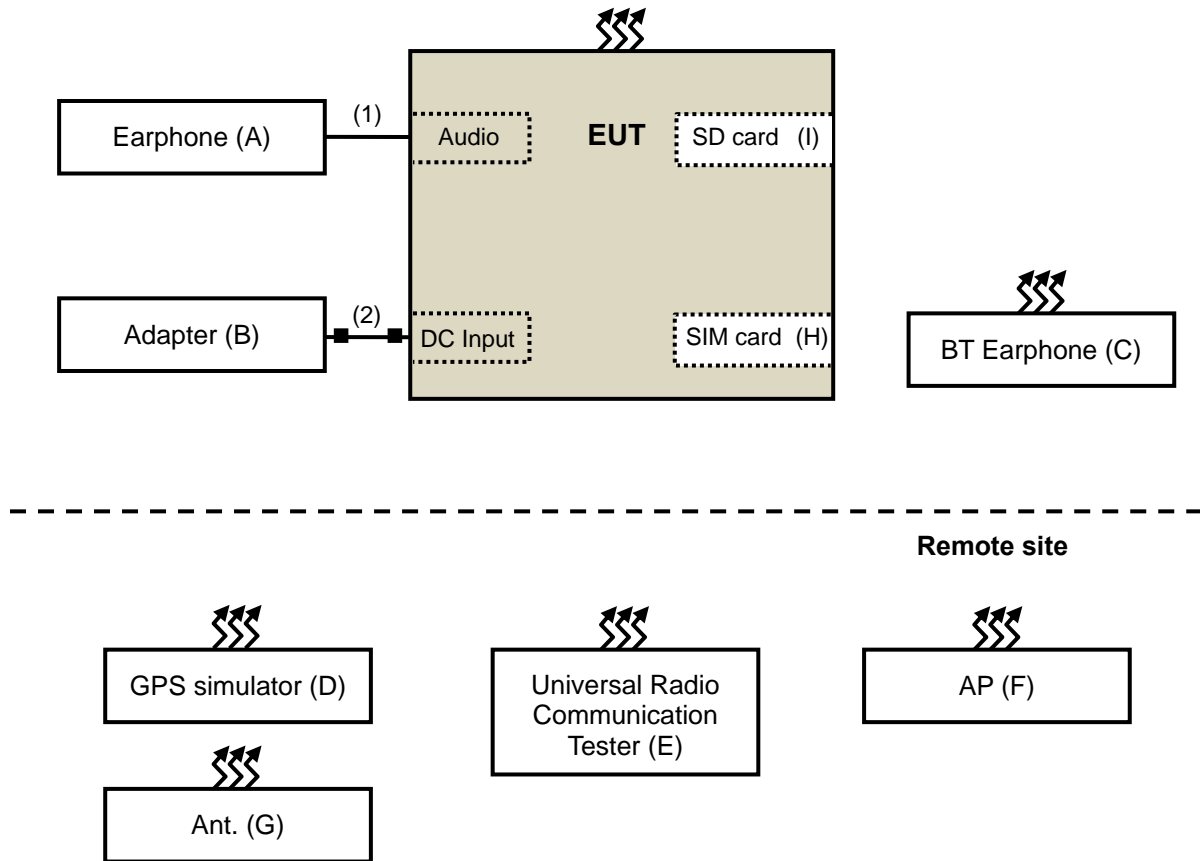 (1)
Earphone (A)
Audio
EUT
SD card (I)
(2)
Adapter (B)
DC Input
SIM card (H)
BT Earphone (C)
Remote site
GPS simulator (D)
Universal Radio
Communication
Tester (E)
AP (F)
Ant. (G)